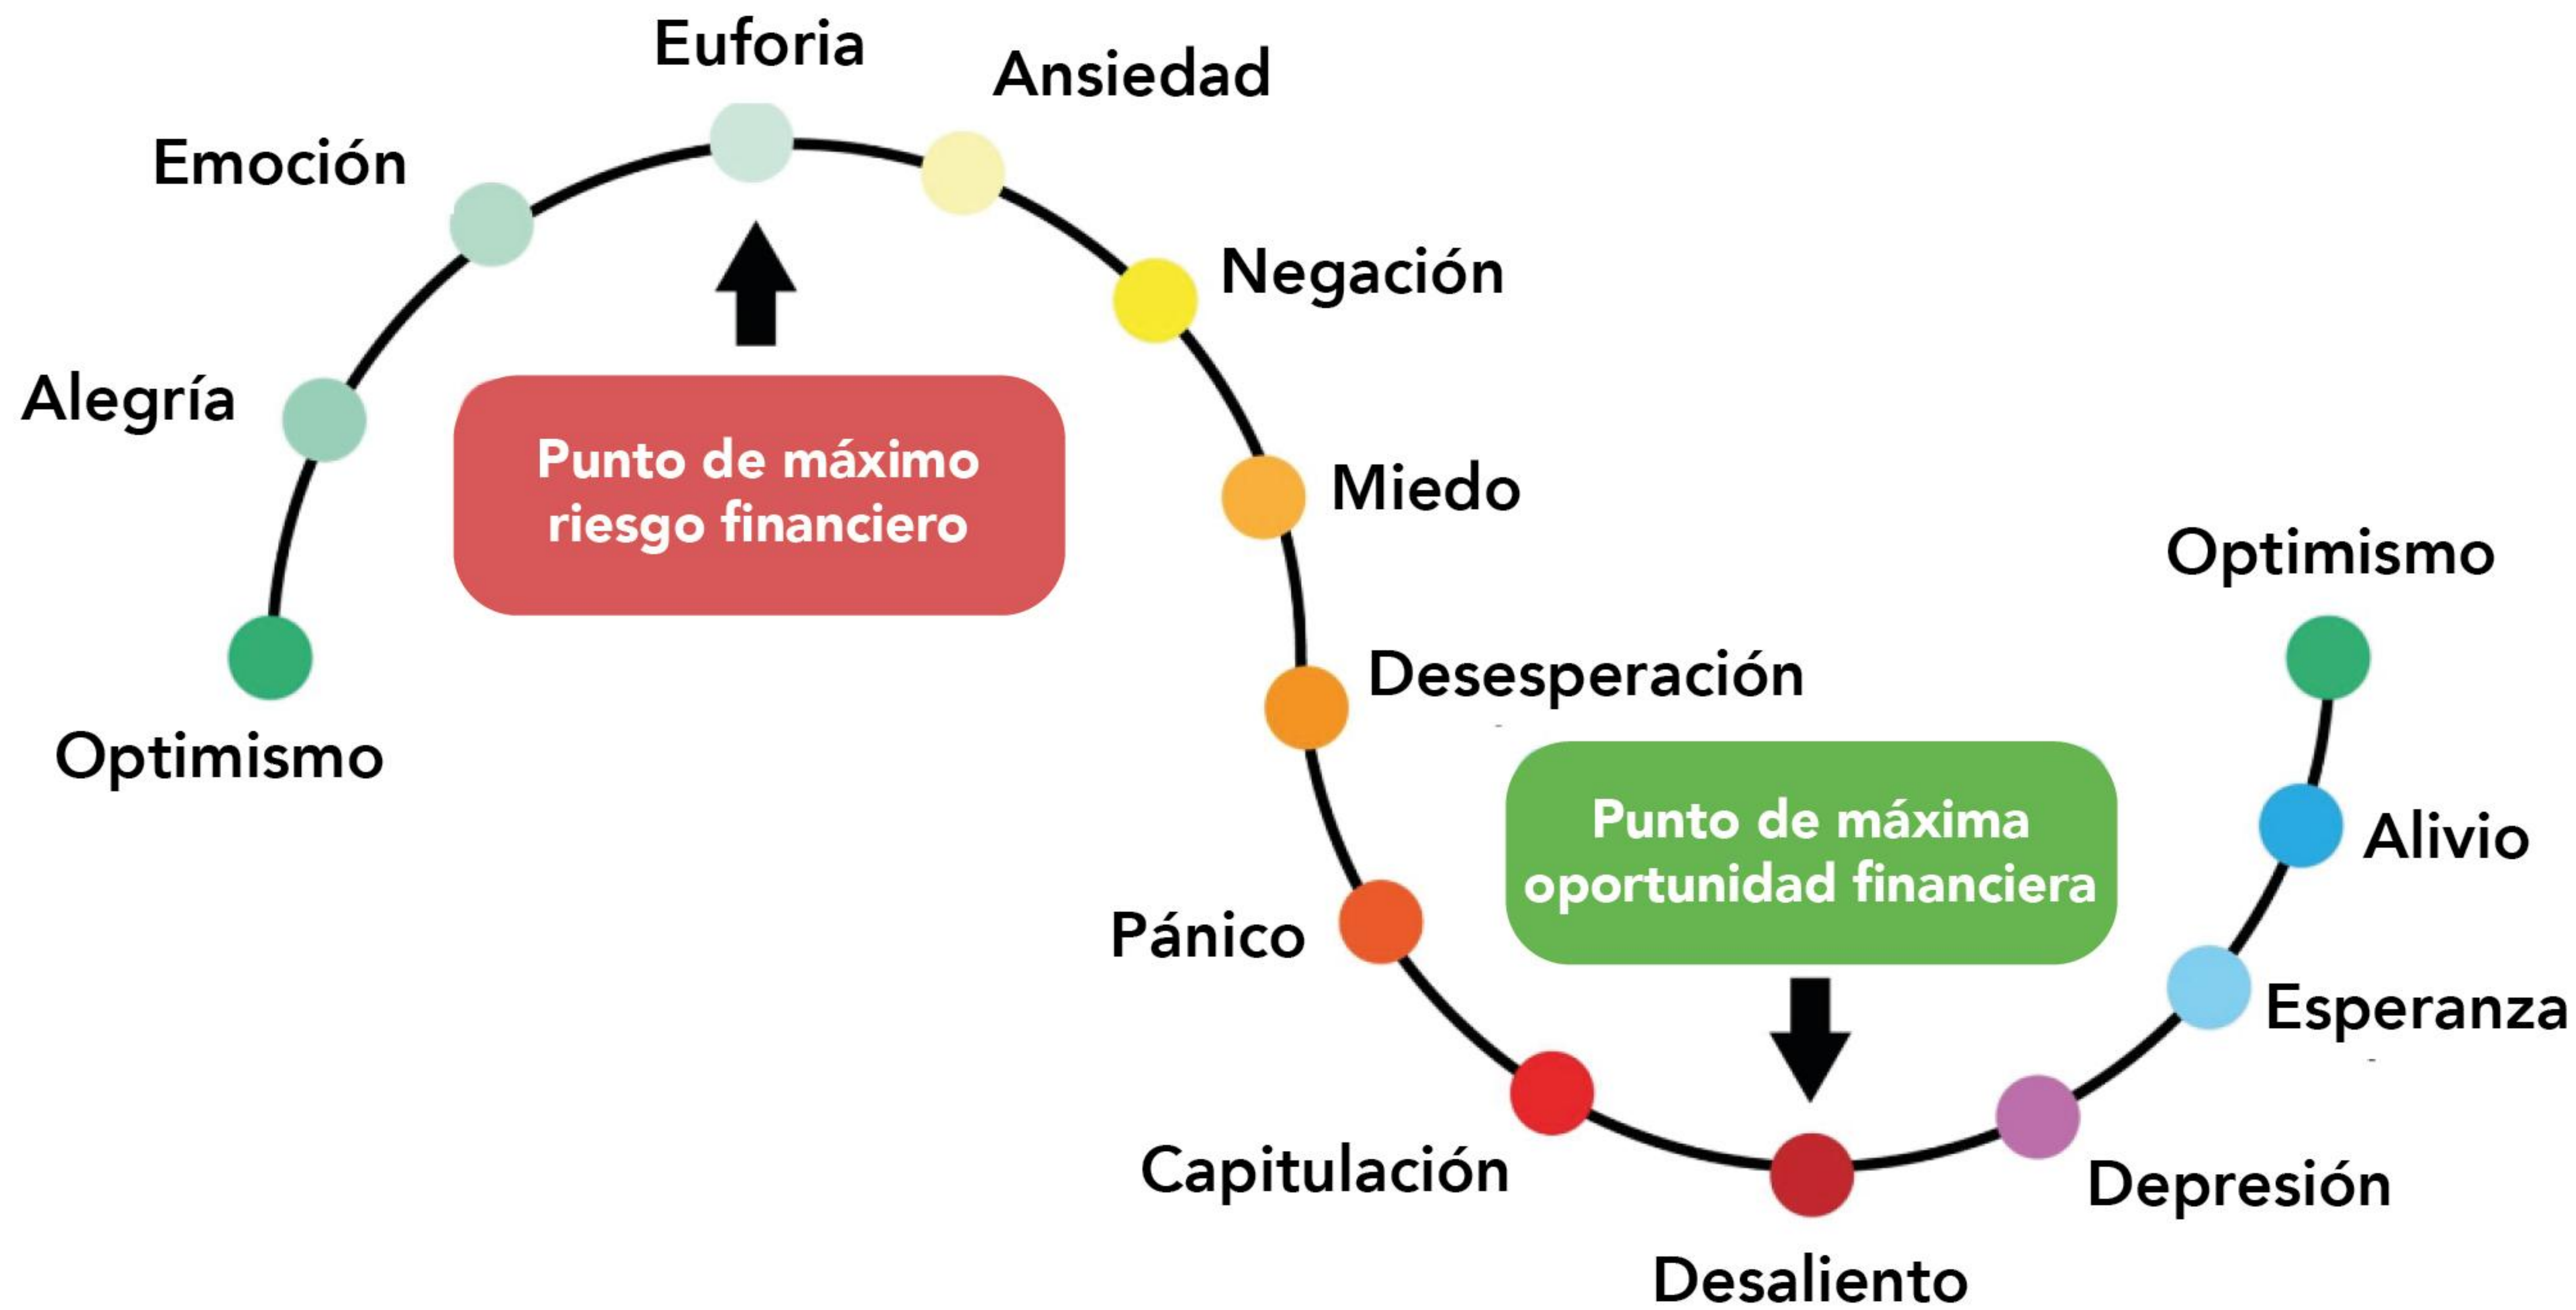 Euforia
Ansiedad
Emoción
Negación
Alegría
Punto de máximo
riesgo financiero
Miedo
Optimismo
Desesperación
Optimismo
Punto de máxima
oportunidad financiera
Alivio
Pánico
Esperanza
Capitulación
Depresión
Desaliento